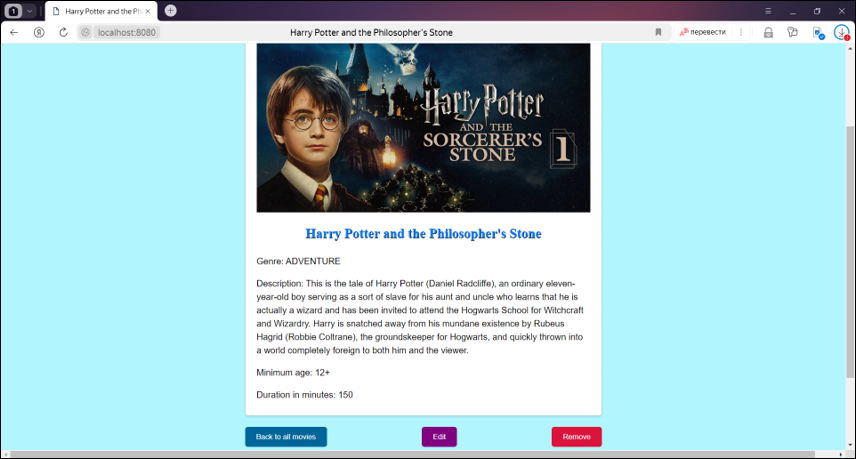 1
Harry Potter and the Ph
localhost:8080
Harry Potter and the Philosopher's Stone
перевести
1
Harry Potter
AND THE
SORCERER'S
STONE
1
Harry Potter and the Philosopher's Stone
Genre: ADVENTURE
Description: This is the tale of Harry Potter (Daniel Radcliffe), an ordinary eleven-
year-old boy serving as a sort of slave for his aunt and uncle who learns that he is
actually a wizard and has been invited to attend the Hogwarts School for Witchcraft
and Wizardry. Harry is snatched away from his mundane existence by Rubeus
Hagrid (Robbie Coltrane), the groundskeeper for Hogwarts, and quickly thrown into
a world completely foreign to both him and the viewer.
Minimum age: 12+
Duration in minutes: 150
Back to all movies
Edit
Remove